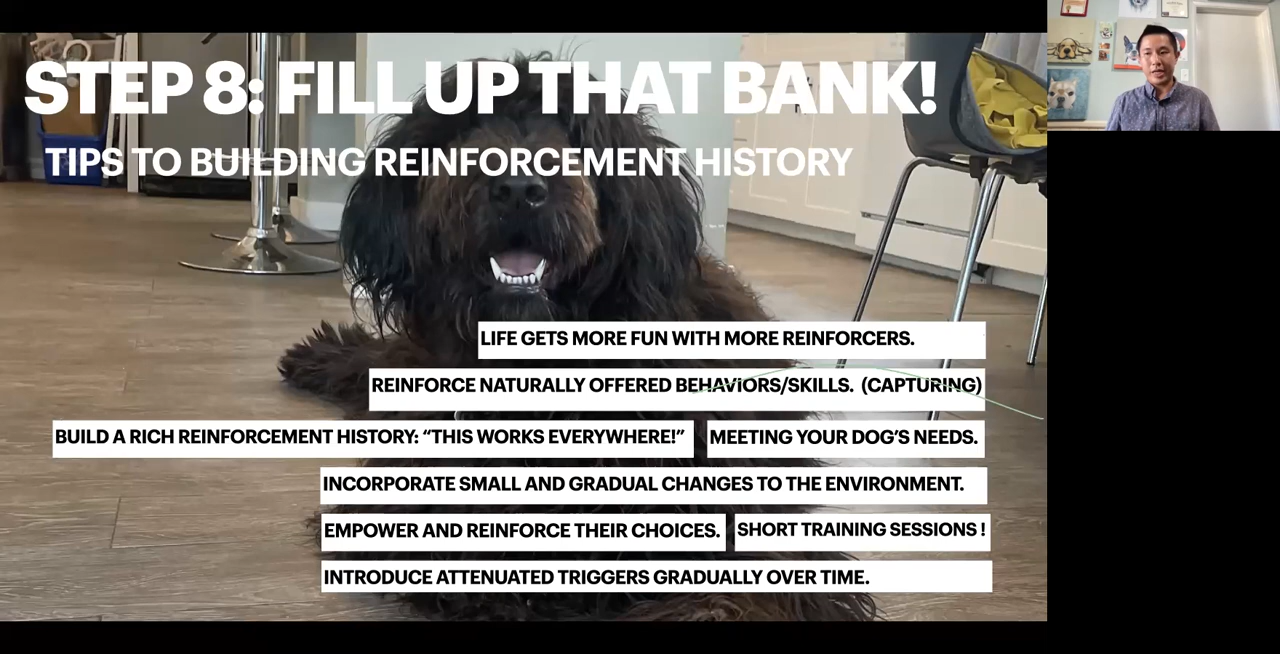 STEP 8: FILL UP THAT BANK!
TIPS TO BUILDING REINFORCEMENT HISTORY
LIFE GETS MORE FUN WITH MORE REINFORCERS.
REINFORCE NATURALLY OFFERED BEHAVIORS/SKILLS. (CAPTURING)
BUILD A RICH REINFORCEMENT HISTORY: “THIS WORKS EVERYWHERE!” MEETING YOUR DOG’S NEEDS.
INCORPORATE SMALL AND GRADUAL CHANGES TO THE ENVIRONMENT.
EMPOWER AND REINFORCE THEIR CHOICES. SHORT TRAINING SESSIONS !
INTRODUCE ATTENUATED TRIGGERS GRADUALLY OVER TIME.